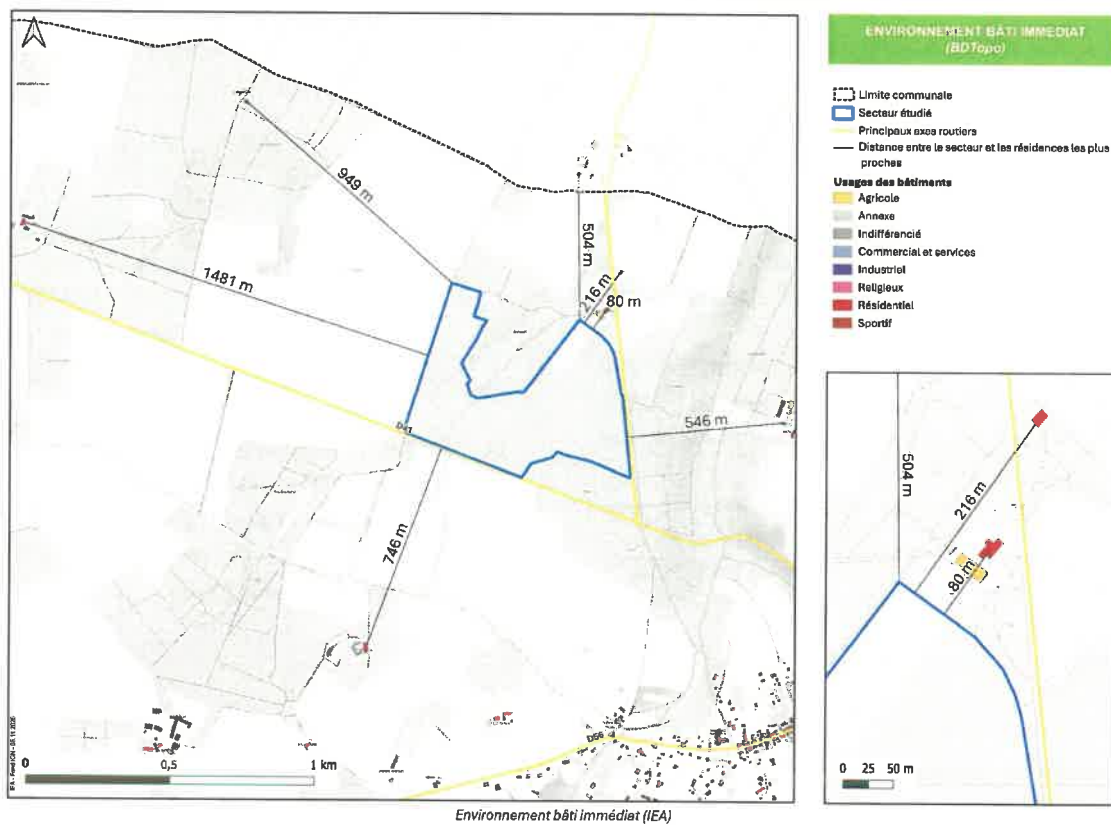 ENVIRONNEMENT BÂTI IMMÉDIAT
(BDTopo)
Limite communale
Secteur étudié
Principaux axes routiers
Distance entre le secteur et les résidences les plus
proches
Usages des bâtiments
Agricole
Annexe
Indifférencié
Commercial et services
Industriel
Religieux
Résidentiel
Sportif
949 m
504 m
1481 m
216 m
80 m
546 m
746 m
D56
0 0,5 1 km
504 m
216 m
80 m
0 25 50 m
Environnement bâti immédiat (IEA)